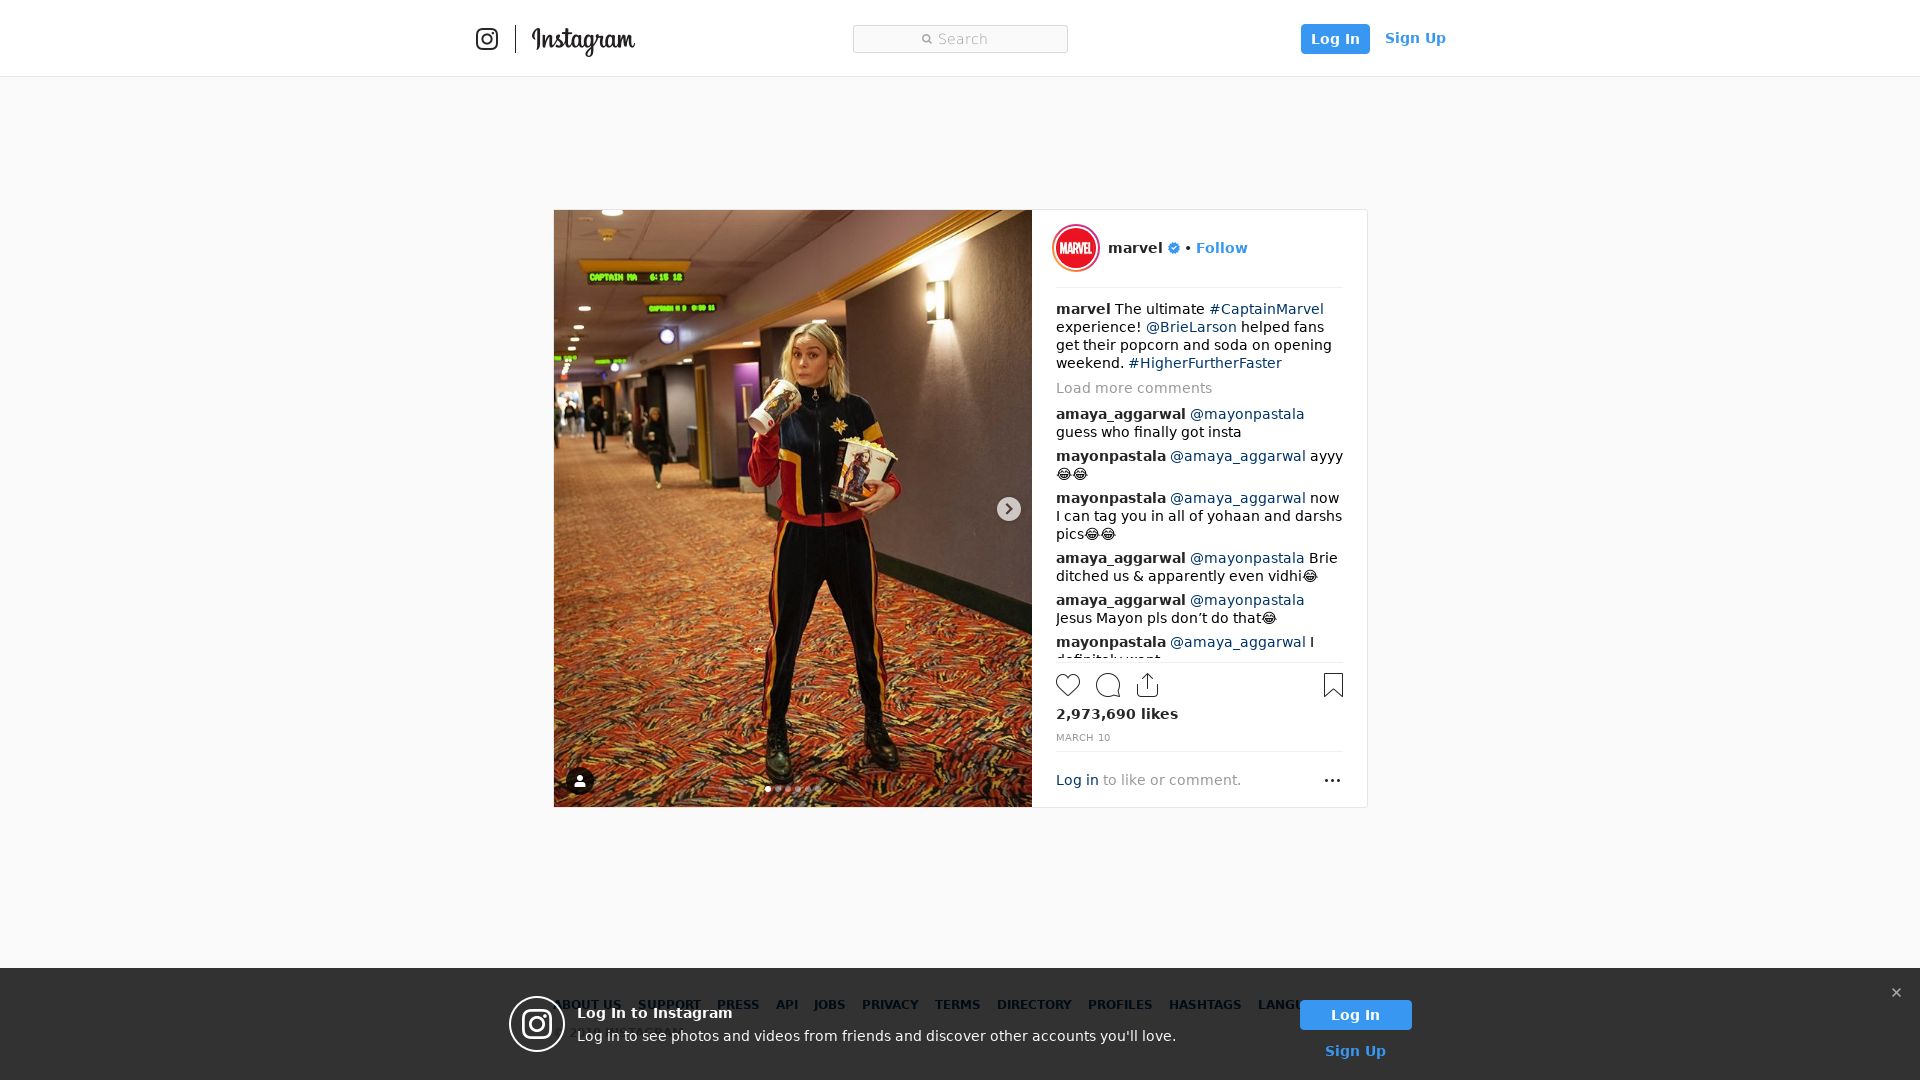 Instagram
Search
Log In
Sign Up
CAPTAIN MA 6:15 12
MARVEL
marvel • Follow
marvel The ultimate #CaptainMarvel
experience! @BrieLarson helped fans
get their popcorn and soda on opening
weekend. #HigherFurtherFaster
Load more comments
amaya_aggarwal @mayonpastala
guess who finally got insta
mayonpastala @amaya_aggarwal ayyy
😂😂
mayonpastala @amaya_aggarwal now
I can tag you in all of yohaan and darshs
pics😂😂
amaya_aggarwal @mayonpastala Brie
ditched us & apparently even vidhi😂
amaya_aggarwal @mayonpastala
Jesus Mayon pls don’t do that😂
mayonpastala @amaya_aggarwal I
2,973,690 likes
MARCH 10
Log in to like or comment.
ABOUT US SUPPORT PRESS API JOBS PRIVACY TERMS DIRECTORY PROFILES HASHTAGS
Log In to Instagram
Log in to see photos and videos from friends and discover other accounts you'll love.
Log In
Sign Up